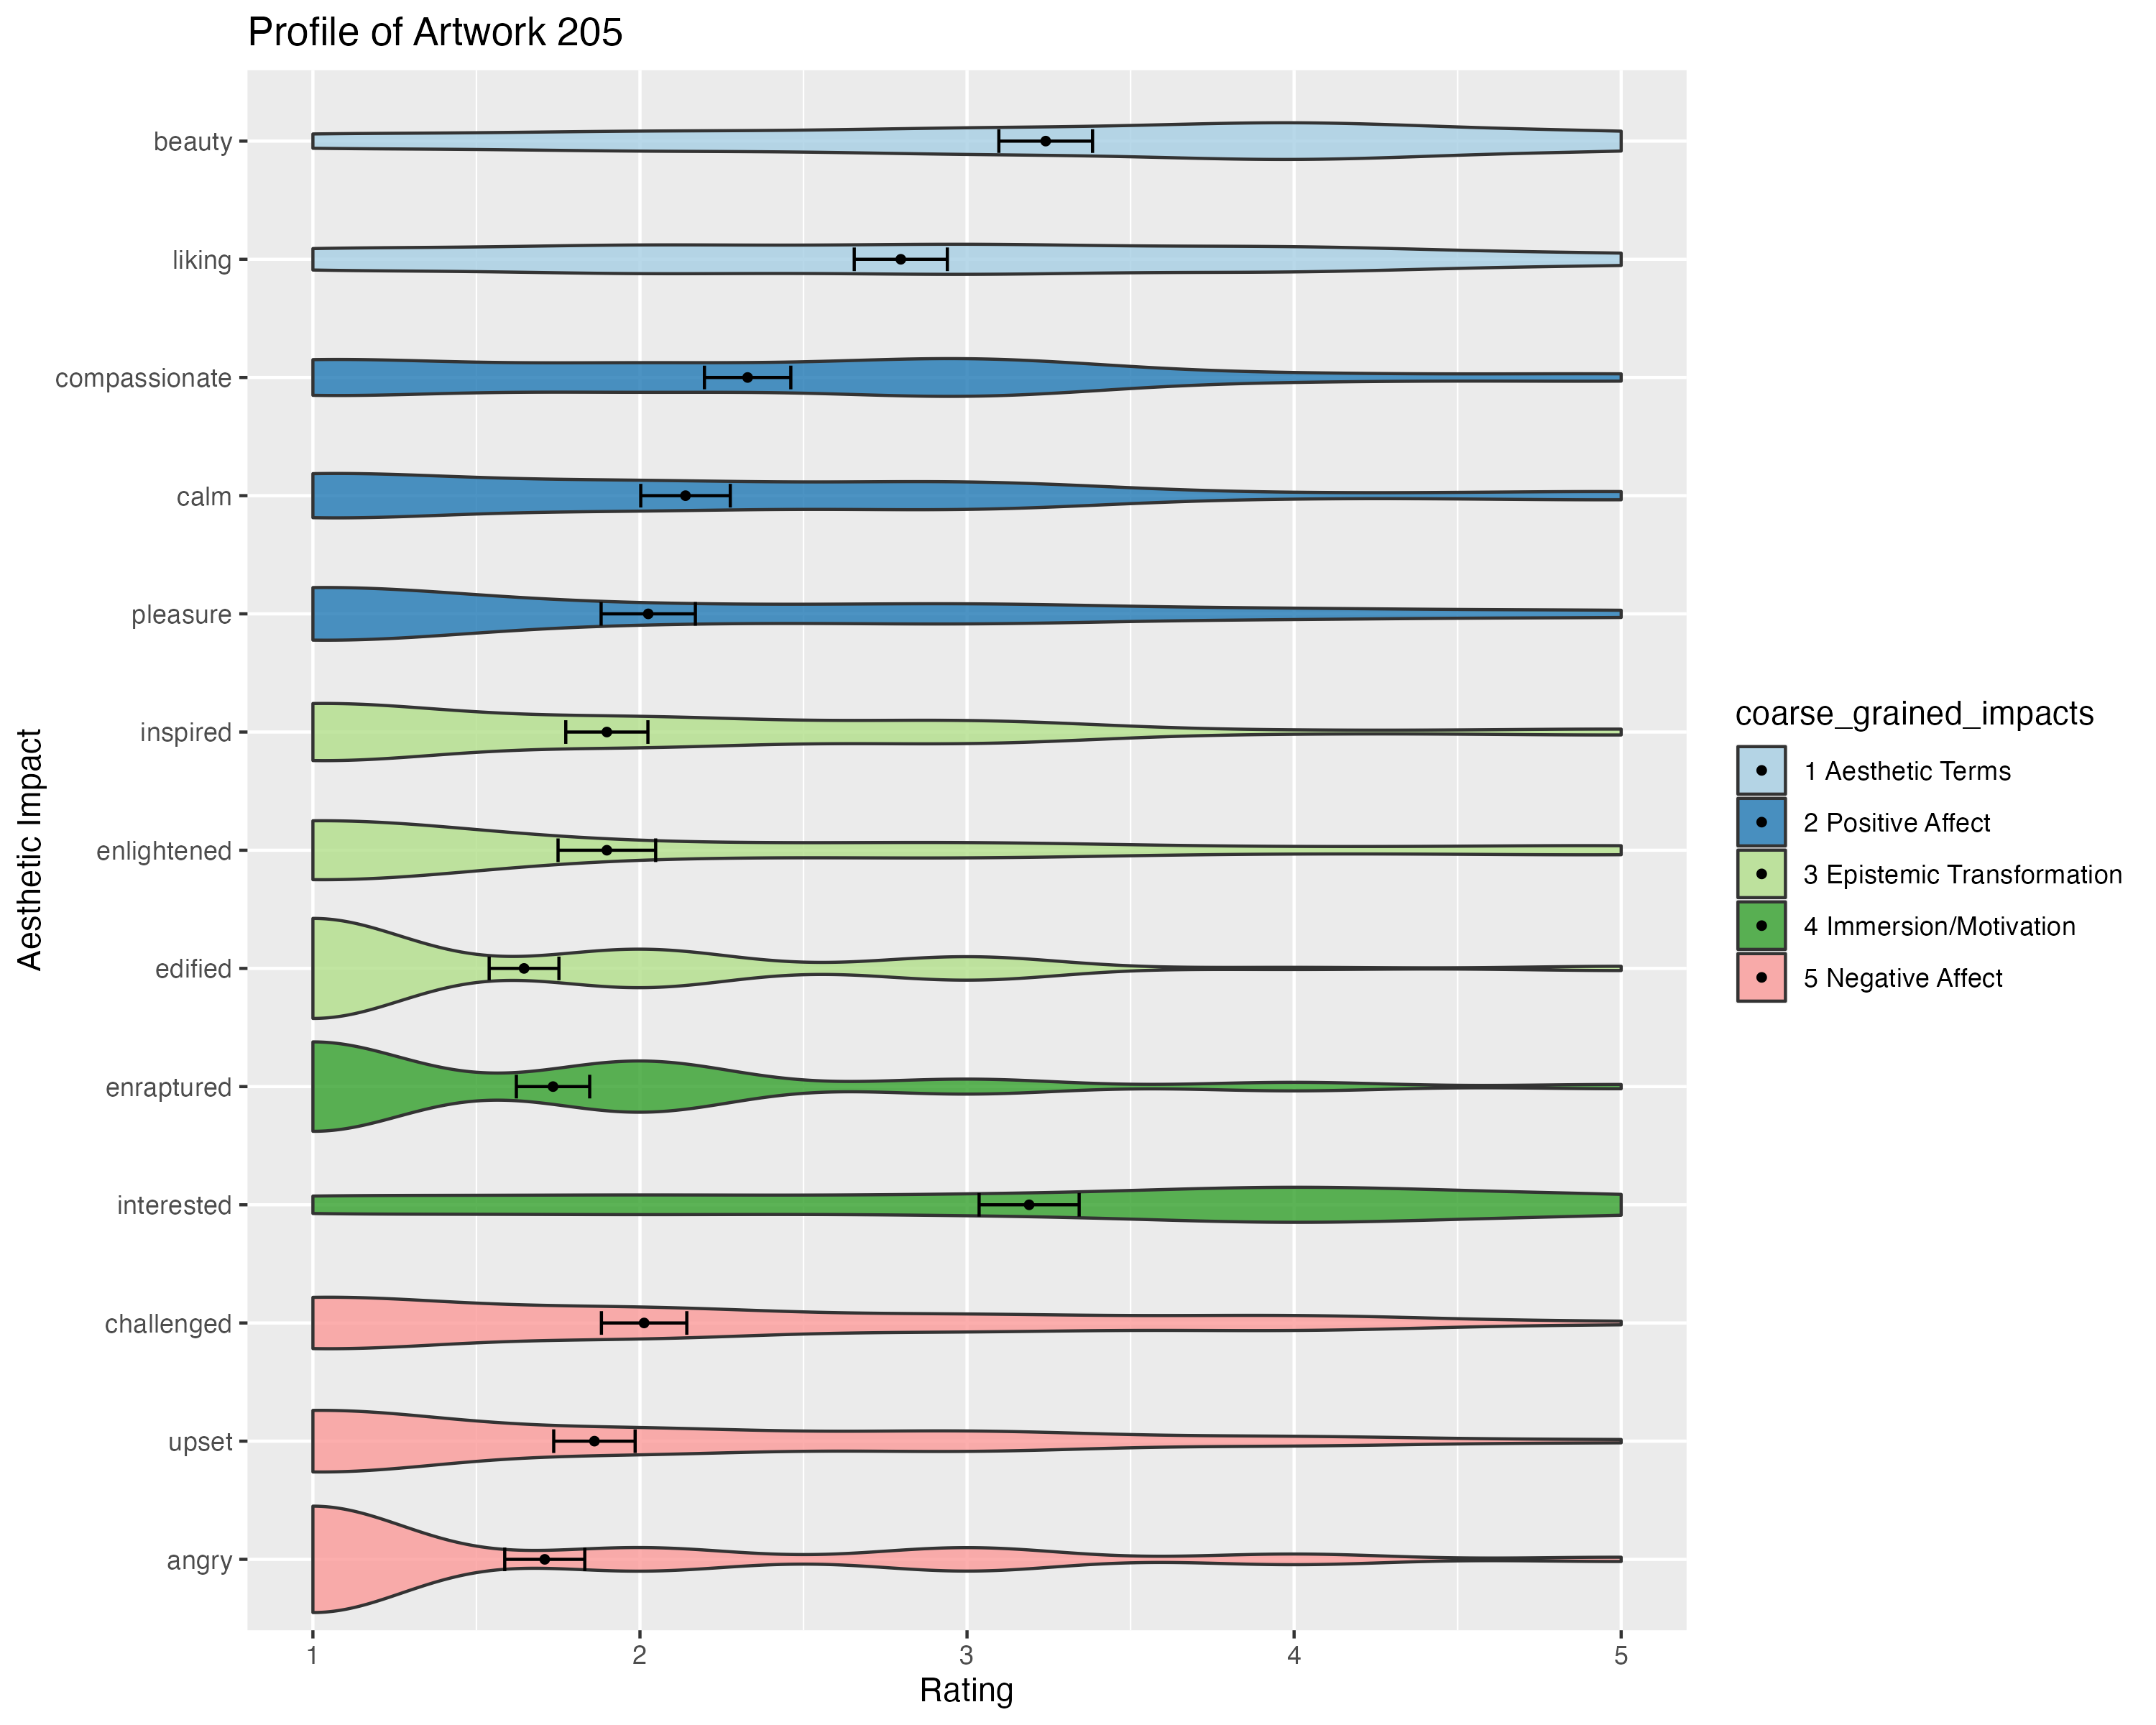 Profile of Artwork 205
beauty
liking
compassionate
calm
pleasure
inspired
enlightened
edified
enraptured
interested
challenged
upset
angry
Aesthetic Impact
1 2 3 4 5
Rating
coarse_grained_impacts
1 Aesthetic Terms
2 Positive Affect
3 Epistemic Transformation
4 Immersion/Motivation
5 Negative Affect